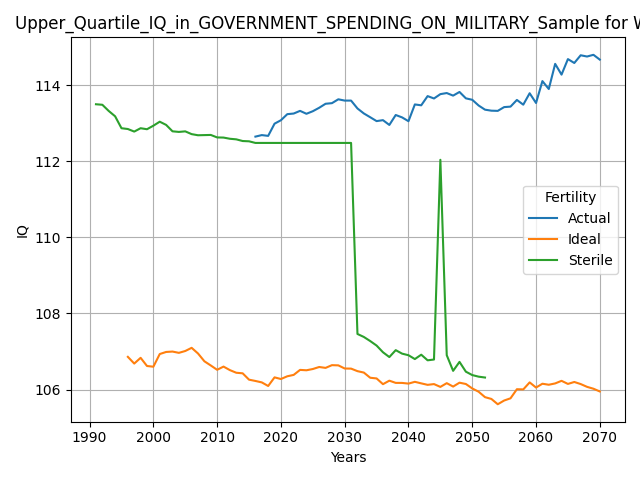 Upper_Quartile_IQ_in_GOVERNMENT_SPENDING_ON_MILITARY_Sample for W
114
112
110
108
106
IQ
Fertility
Actual
Ideal
Sterile
1990 2000 2010 2020 2030 2040 2050 2060 2070
Years